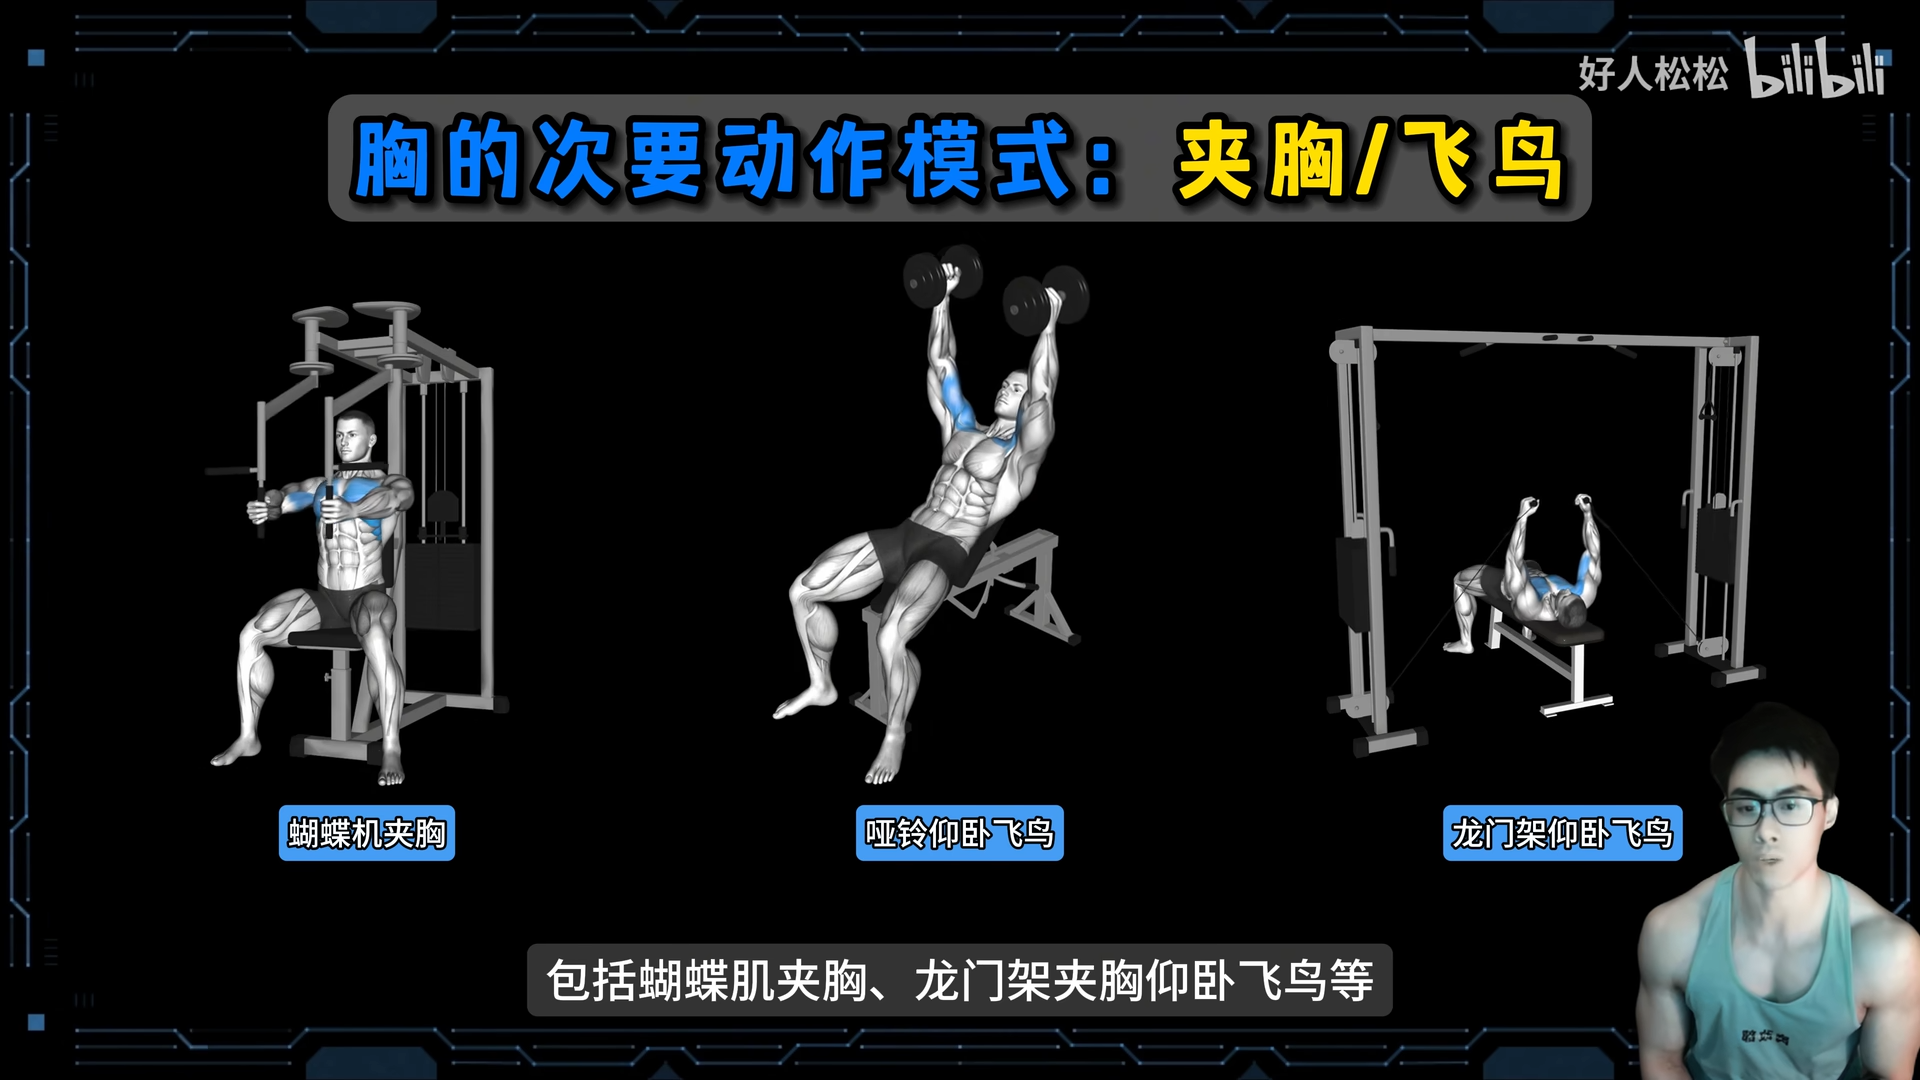 好人松松 bilibili
胸的次要动作模式：夹胸/飞鸟
蝴蝶机夹胸
哑铃仰卧飞鸟
龙门架仰卧飞鸟
包括蝴蝶肌夹胸、龙门架夹胸仰卧飞鸟等